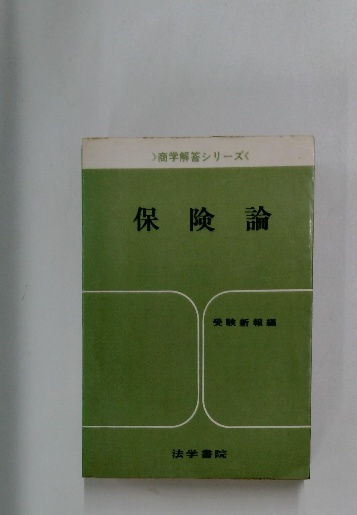 〉商学解答シリーズ〈
保険論
受験新報編
法学書院